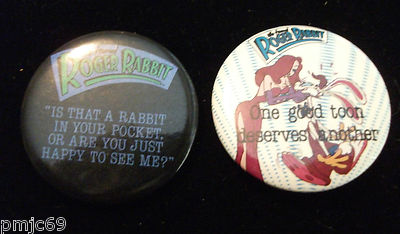 ROGER RABBIT
"IS THAT A RABBIT
IN YOUR POCKET,
OR ARE YOU JUST
HAPPY TO SEE ME?"
ROGER RABBIT
One good toon
deserves another
pmjc69